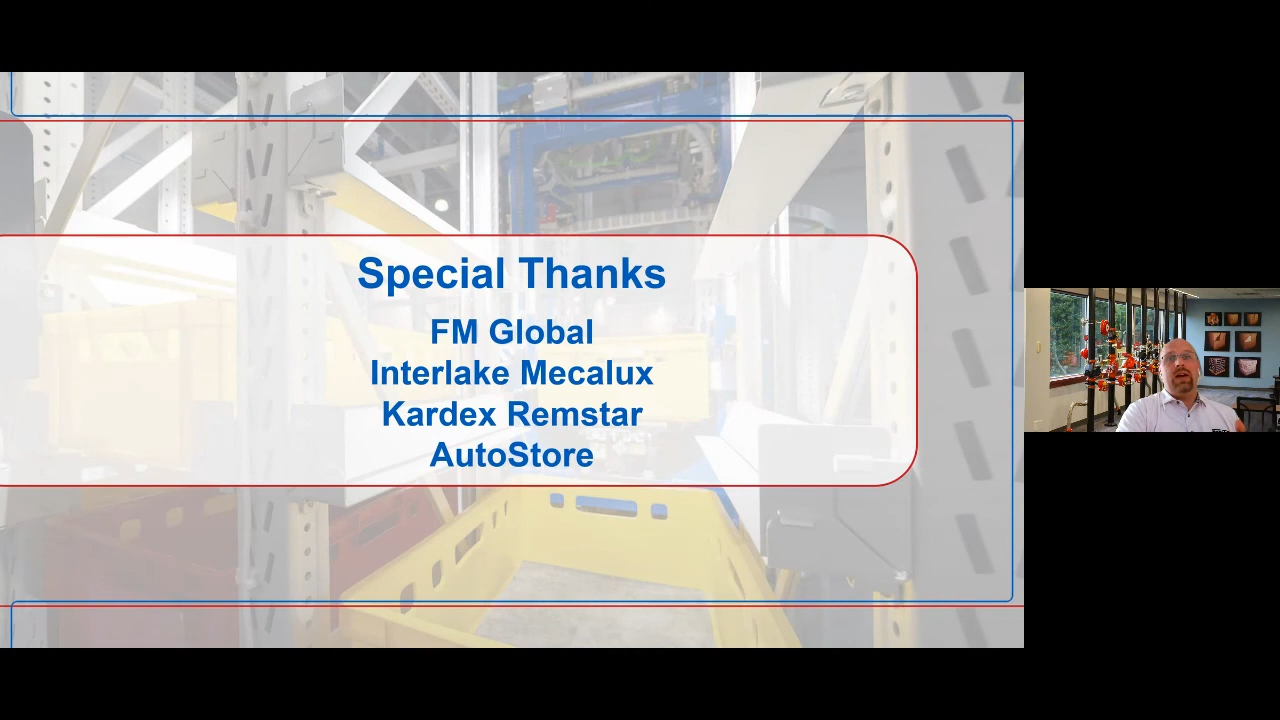 Special Thanks
FM Global
Interlake Mecalux
Kardex Remstar
AutoStore